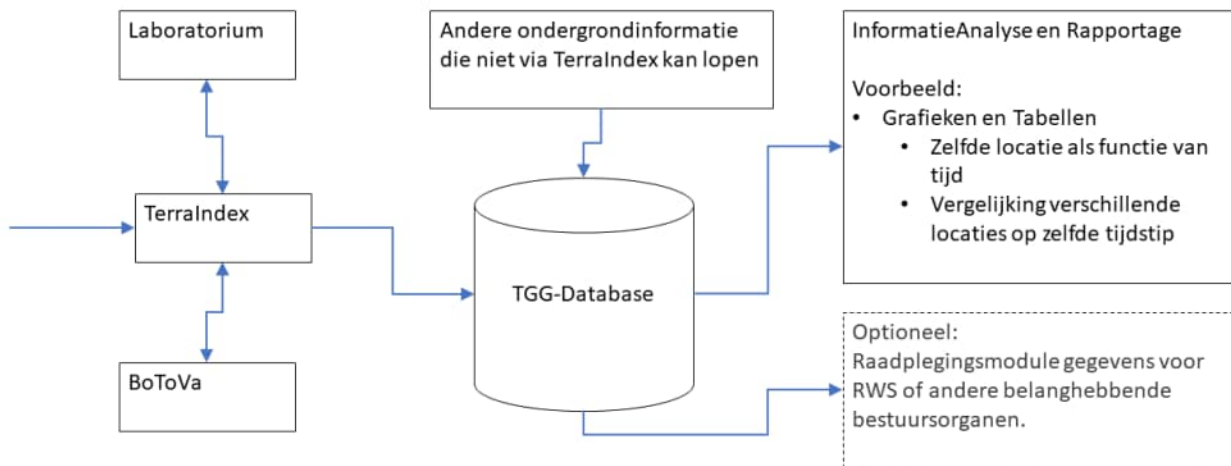 Laboratorium
TerraIndex
BoToVa
Andere ondergrondinformatie
die niet via TerraIndex kan lopen
TGG-Database
InformatieAnalyse en Rapportage
Voorbeeld:
• Grafieken en Tabellen
• Zelfde locatie als functie van
tijd
• Vergelijking verschillende
locaties op zelfde tijdstip
Optioneel:
Raadplegingsmodule gegevens voor
RWS of andere belanghebbende
bestuursorganen.